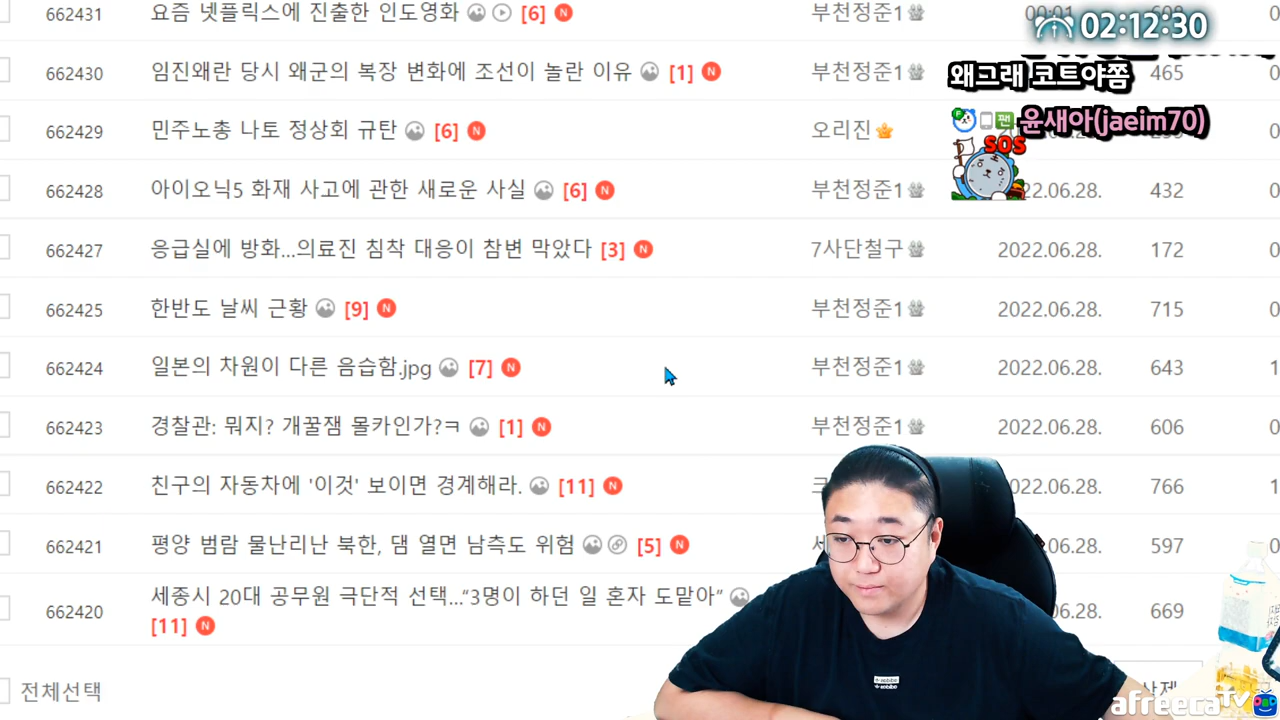 662431 요즘 넷플릭스에 진출한 인도영화 [6] N 부천정준1 00:01 608 0
02:12:30
662430 임진왜란 당시 왜군의 복장 변화에 조선이 놀란 이유 [1] N 부천정준1 465
왜그래 코트야쫌
662429 민주노총 나토 정상회 규탄 [6] N 오리진
F 팬 윤새아(jaeim70)
SOS
662428 아이오닉5 화재 사고에 관한 새로운 사실 [6] N 부천정준1 22.06.28. 432 0
662427 응급실에 방화...의료진 침착 대응이 참변 막았다 [3] N 7사단철구 2022.06.28. 172 0
662425 한반도 날씨 근황 [9] N 부천정준1 2022.06.28. 715 0
662424 일본의 차원이 다른 음습함.jpg [7] N 부천정준1 2022.06.28. 643 1
662423 경찰관: 뭐지? 개꿀잼 몰카인가?ㅋ [1] N 부천정준1 2022.06.28. 606 0
662422 친구의 자동차에 '이것' 보이면 경계해라. [11] N 022.06.28. 766 1
662421 평양 범람 물난리난 북한, 댐 열면 남측도 위험 [5] N 세 06.28. 597 0
662420 세종시 20대 공무원 극단적 선택...“3명이 하던 일 혼자 도맡아” 06.28. 669 0
[11] N
전체선택 삭제
afreecaTV